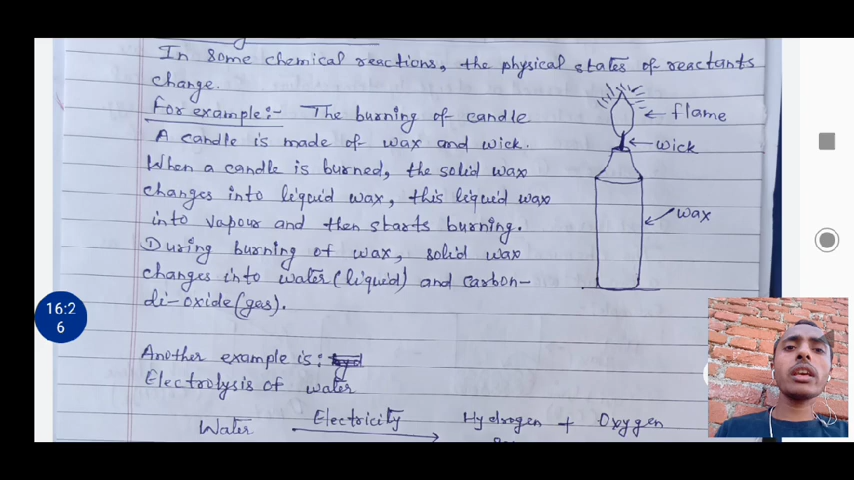 In some chemical reactions, the physical states of reactants
change.
For example:- The burning of candle
A candle is made of wax and wick.
When a candle is burned, the solid wax
changes into liquid wax, this liquid wax
into vapour and then starts burning.
During burning of wax, solid wax
changes into water (liquid) and carbon-
di-oxide (gas).
flame
wick
wax
16:2
6
Another example is:
Electrolysis of water
Water Electricity Hydrogen + Oxygen